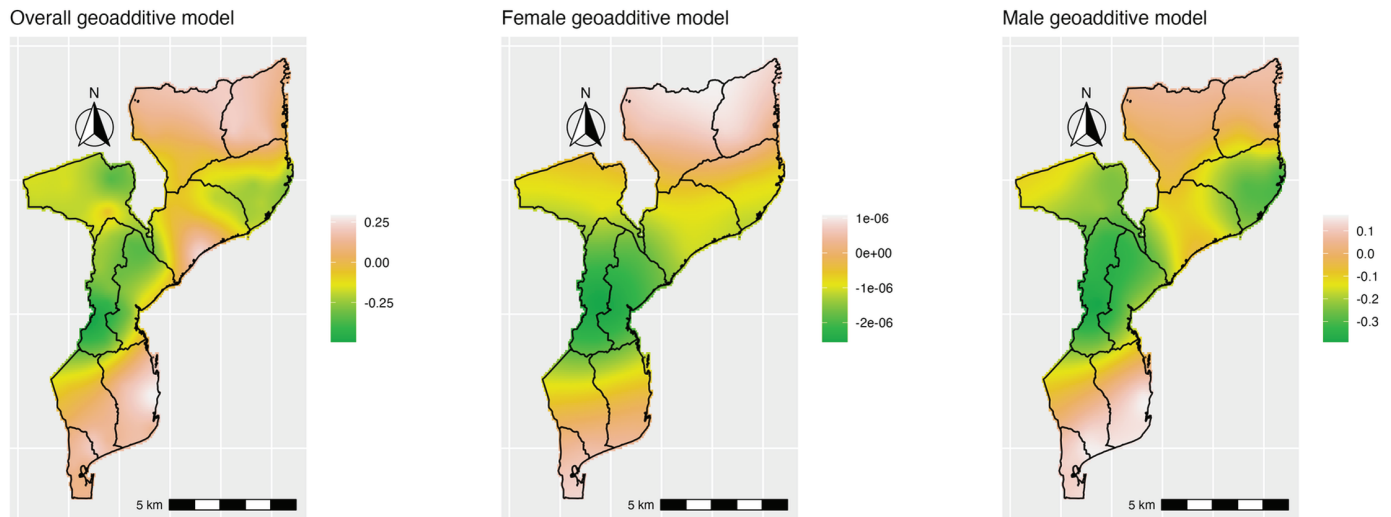 Overall geoadditive model
N
0.25
0.00
-0.25
5 km
Female geoadditive model
N
1e-06
0e+00
-1e-06
-2e-06
5 km
Male geoadditive model
N
0.1
0.0
-0.1
-0.2
-0.3
5 km